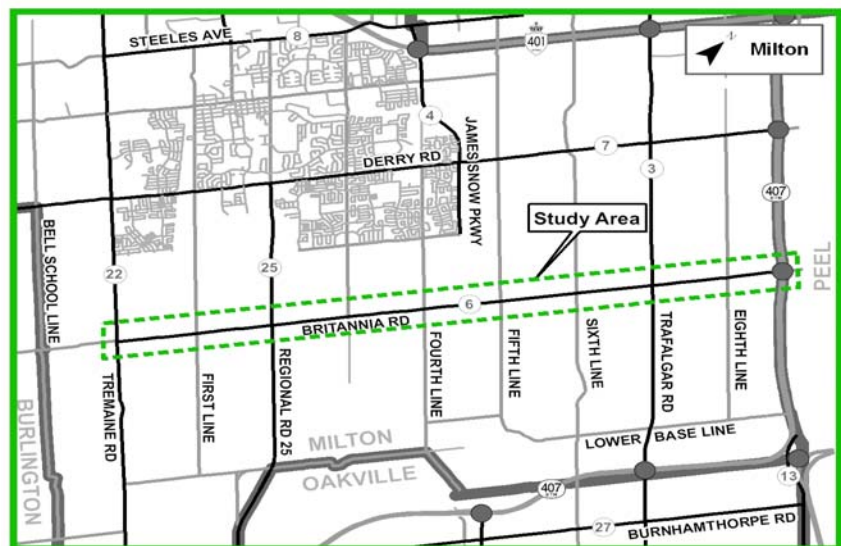 STEELES AVE
8
401
Milton
4
JAMES SNOW PKWY
7
DERRY RD
3
407
Study Area
PEEL
BELL SCHOOL LINE
22
25
6
BRITANNIA RD
TREMAINE RD
FIRST LINE
REGIONAL RD 25
FOURTH LINE
FIFTH LINE
SIXTH LINE
TRAFALGAR RD
EIGHTH LINE
BURLINGTON
MILTON
OAKVILLE
LOWER BASE LINE
407
13
27
BURNHAMTHORPE RD